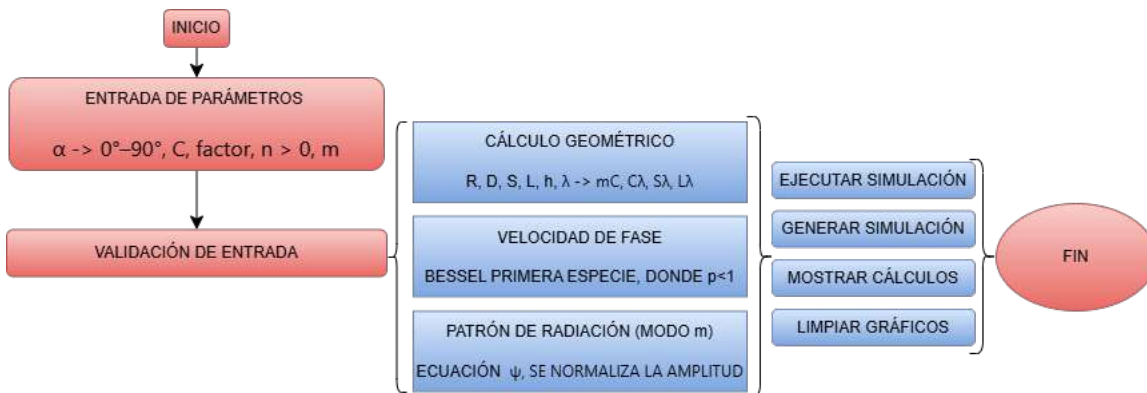 INICIO
ENTRADA DE PARÁMETROS
α -> 0°–90°, C, factor, n > 0, m
VALIDACIÓN DE ENTRADA
CÁLCULO GEOMÉTRICO
R, D, S, L, h, λ -> mC, Cλ, Sλ, Lλ
VELOCIDAD DE FASE
BESSEL PRIMERA ESPECIE, DONDE p<1
PATRÓN DE RADIACIÓN (MODO m)
ECUACIÓN ψ, SE NORMALIZA LA AMPLITUD
EJECUTAR SIMULACIÓN
GENERAR SIMULACIÓN
MOSTRAR CÁLCULOS
LIMPIAR GRÁFICOS
FIN